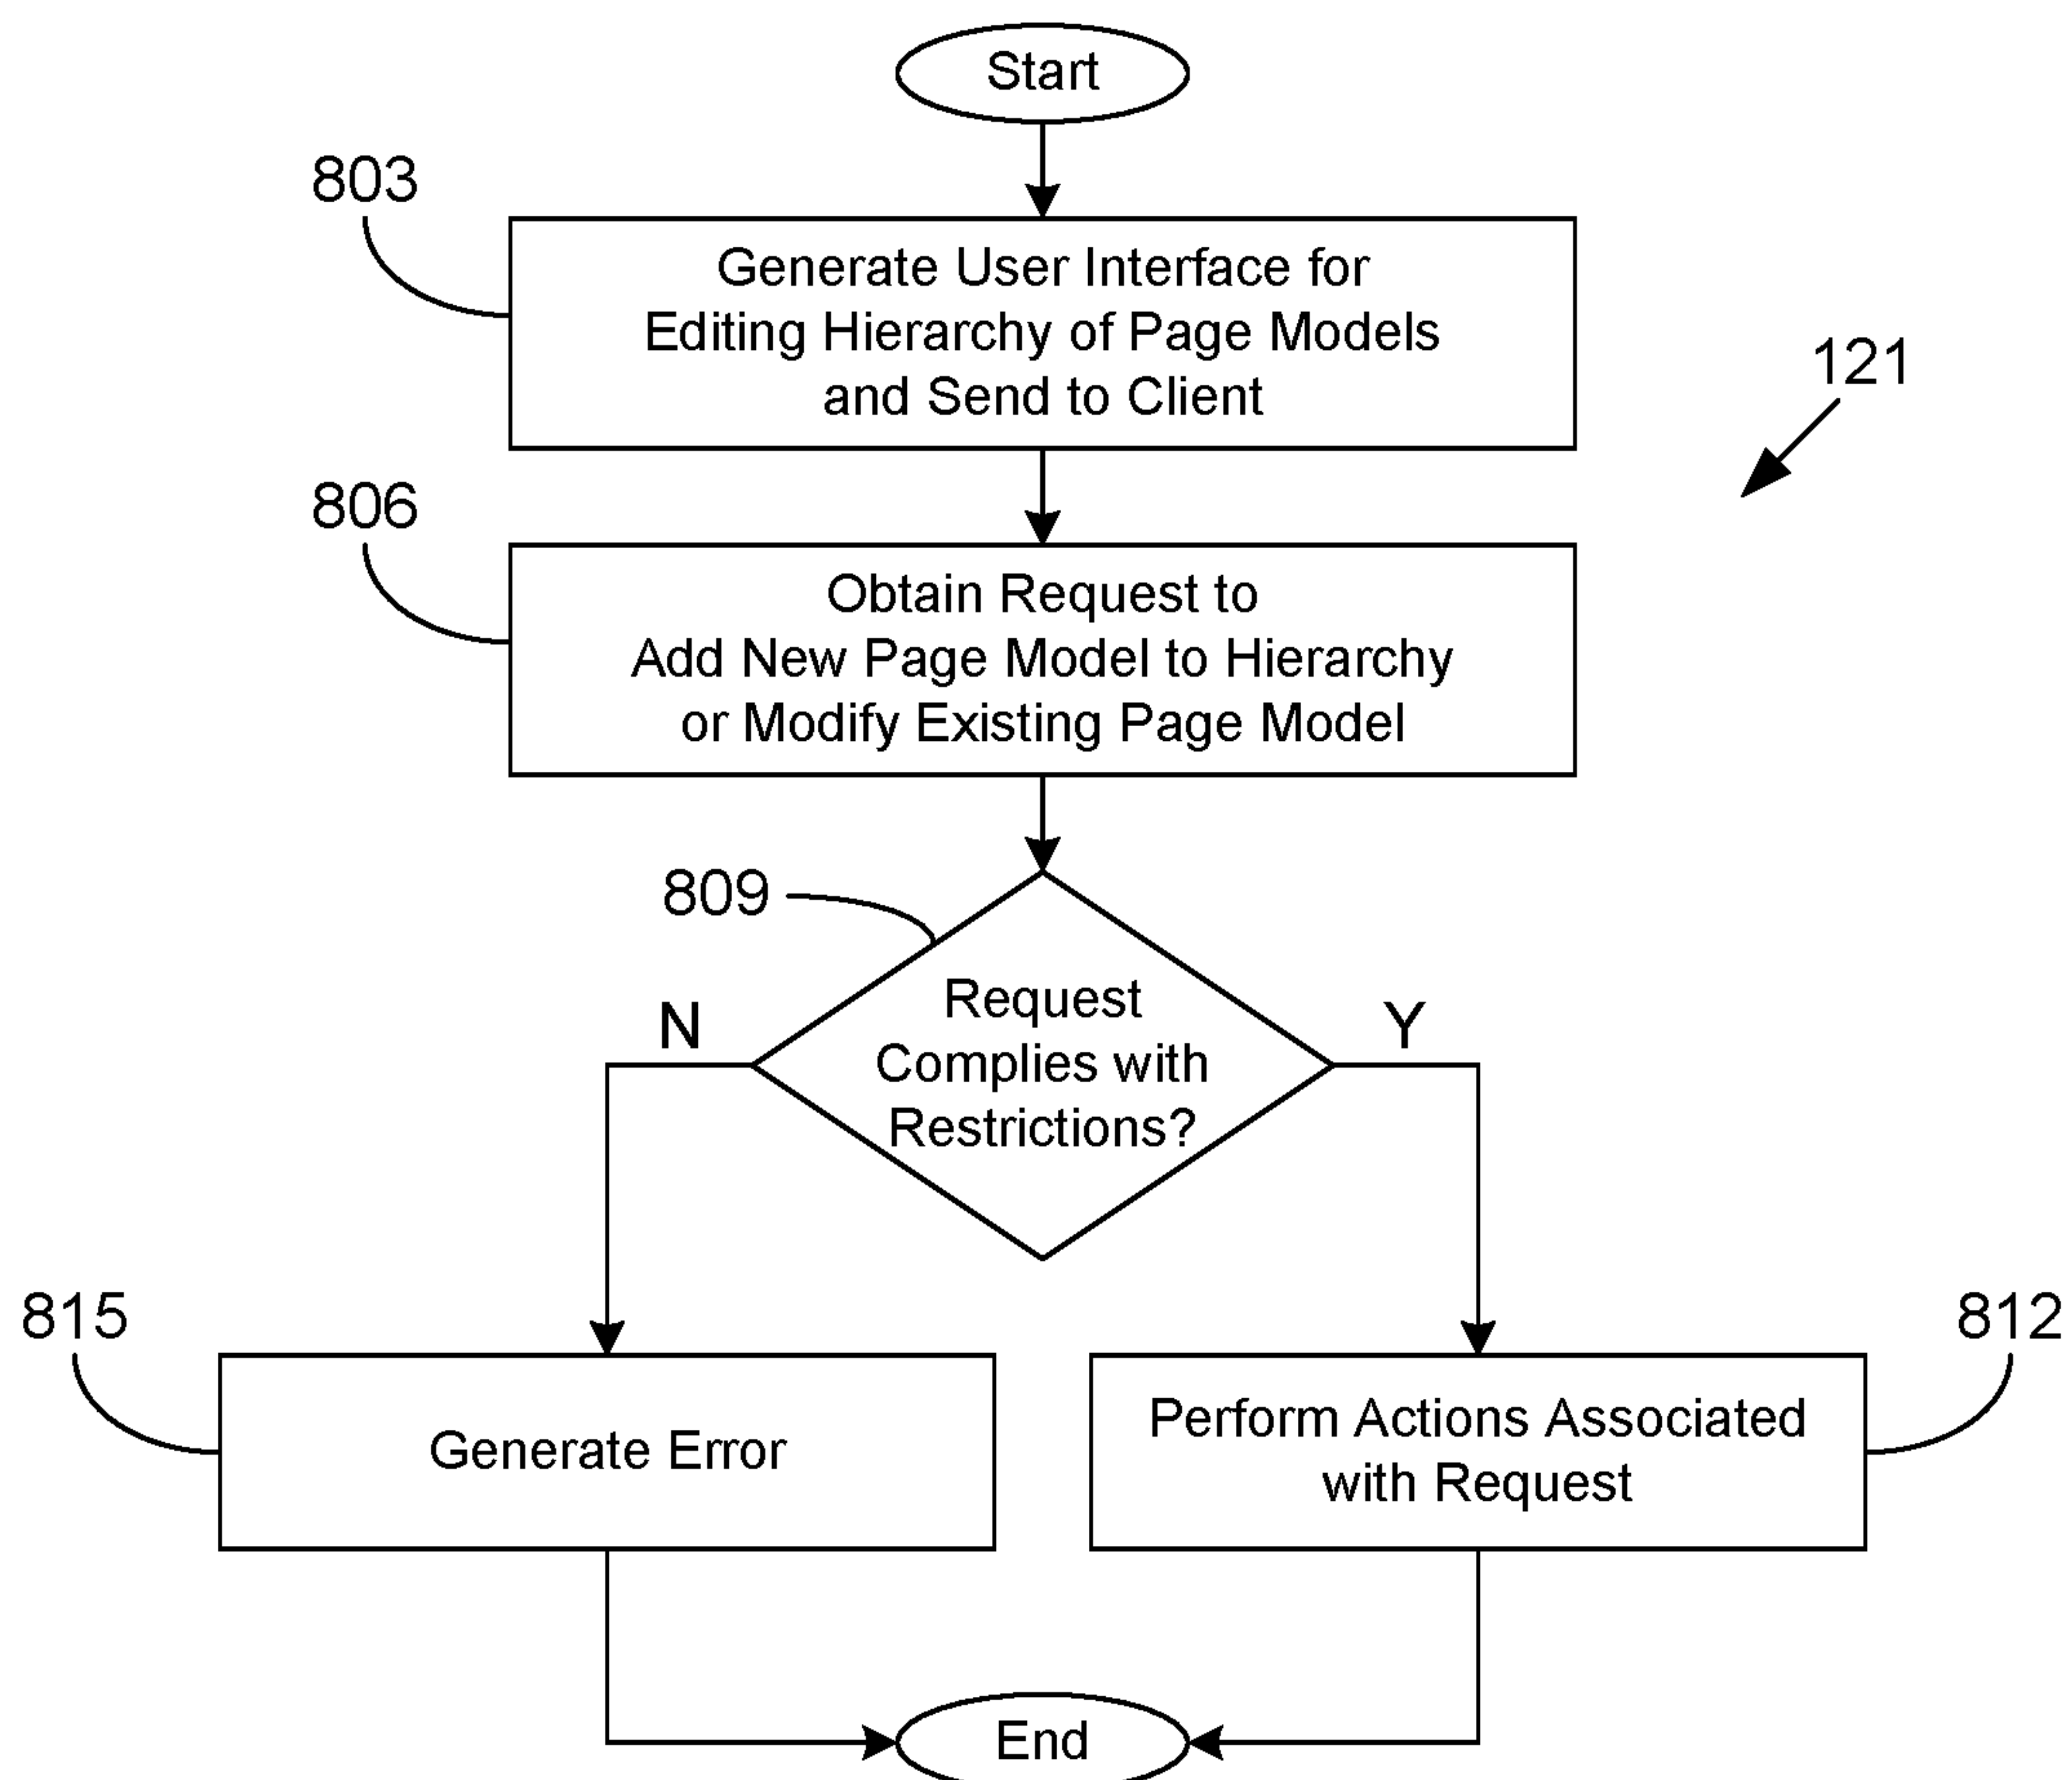 Start
803
Generate User Interface for
Editing Hierarchy of Page Models
and Send to Client
121
806
Obtain Request to
Add New Page Model to Hierarchy
or Modify Existing Page Model
809
Request
Complies with
Restrictions?
N
Y
815
812
Generate Error
Perform Actions Associated
with Request
End